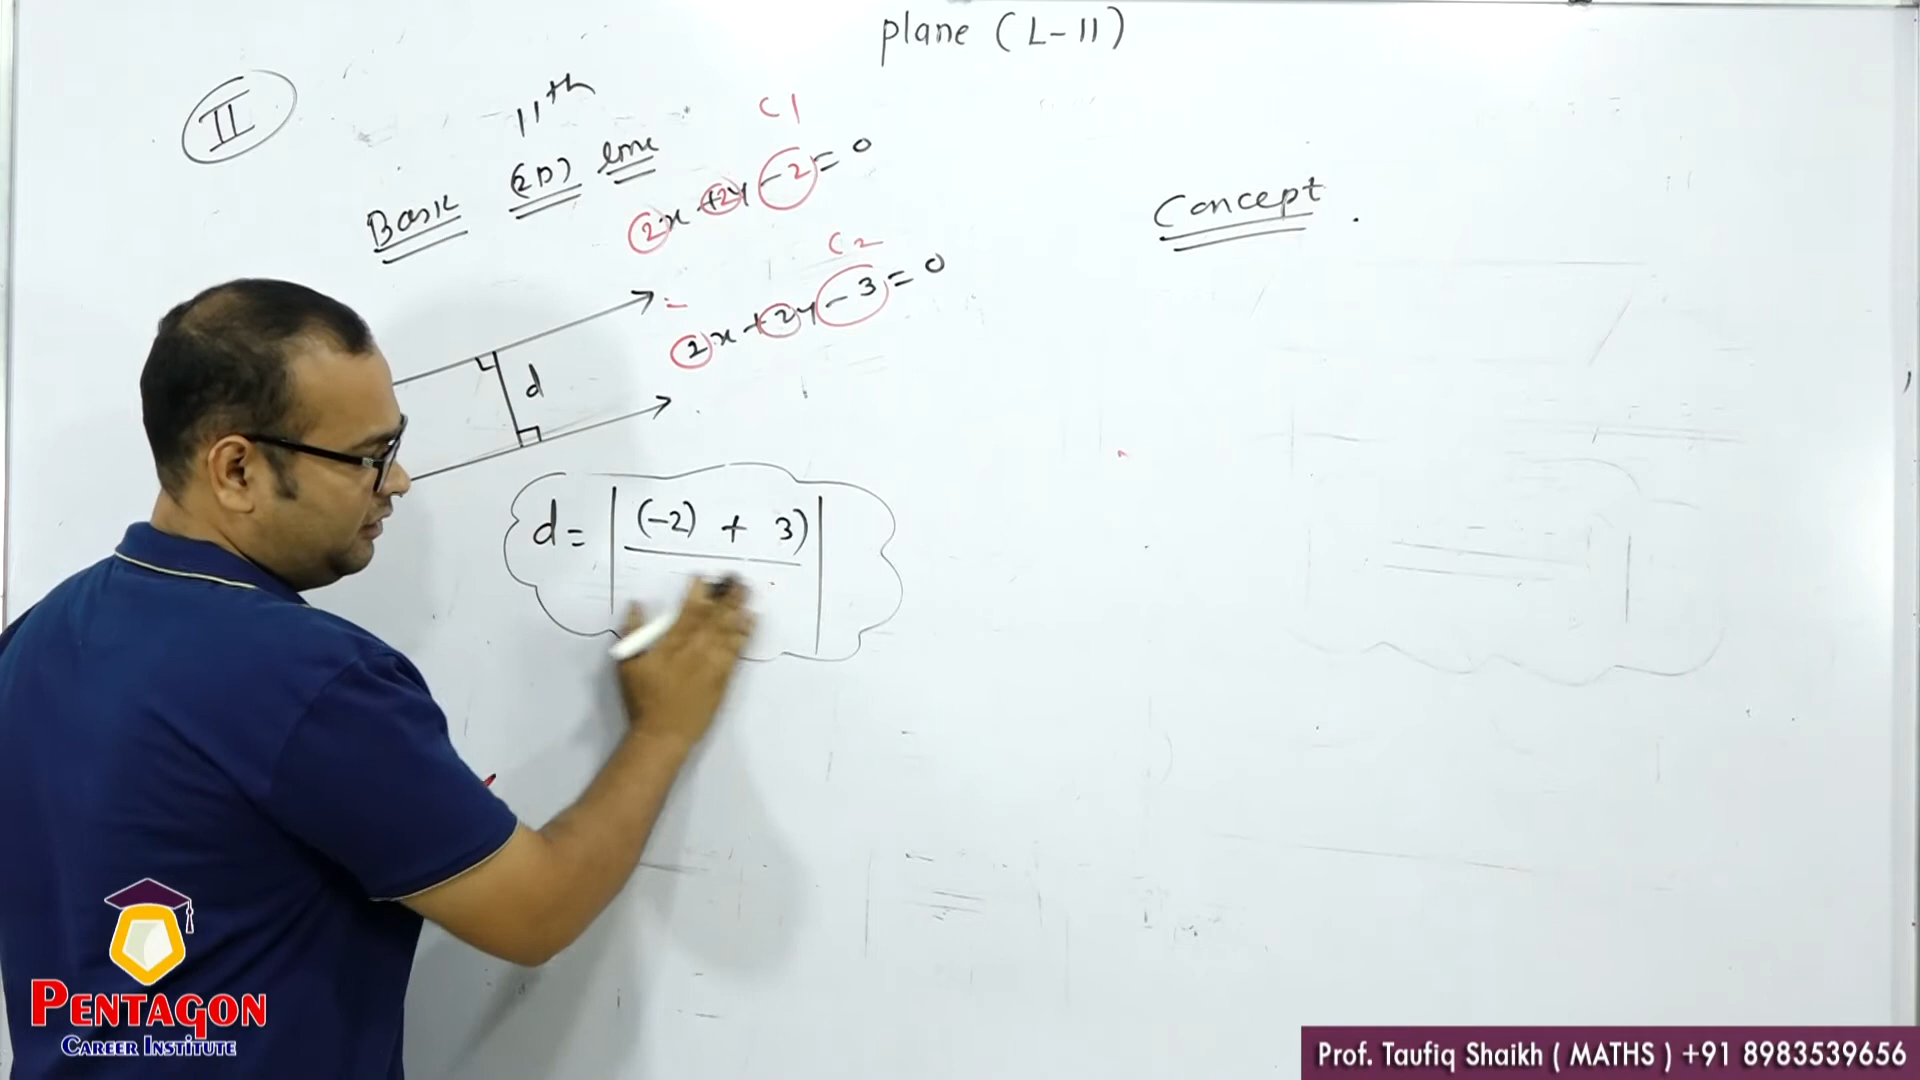 plane (L-11)
II
11th
Basic (2D) line
C1
2x +2y -2=0
C2
2x +2y -3=0
d
d= |(-2) + 3)|
Concept.
PENTAGON
CAREER INSTITUTE
Prof. Taufiq Shaikh ( MATHS ) +91 8983539656